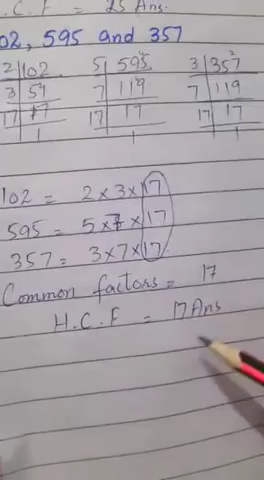 .C.F = 25 Ans.
102, 595 and 357
2 | 102 5 | 595 3 | 357
3 | 51 7 | 119 7 | 119
17 | 17 17 | 17 17 | 17
1 1 1
102 = 2×3×17
595 = 5×7×17
357 = 3×7×17
Common factors = 17
H.C.F = 17 Ans